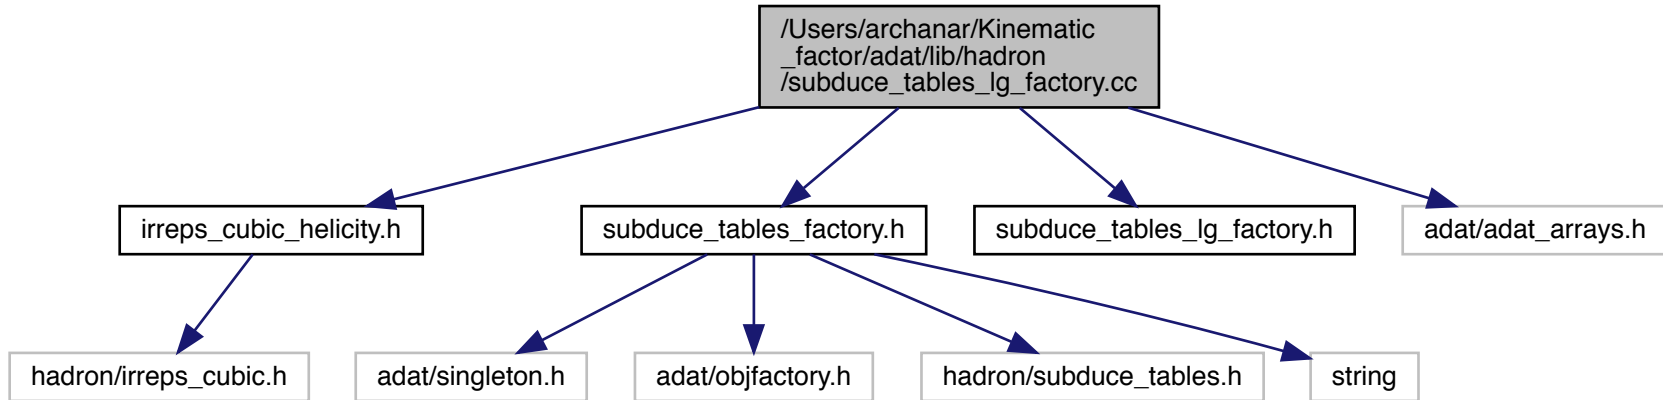 /Users/archanar/Kinematic
_factor/adat/lib/hadron
/subduce_tables_lg_factory.cc
irreps_cubic_helicity.h
subduce_tables_factory.h
subduce_tables_lg_factory.h
adat/adat_arrays.h
hadron/irreps_cubic.h
adat/singleton.h
adat/objfactory.h
hadron/subduce_tables.h
string